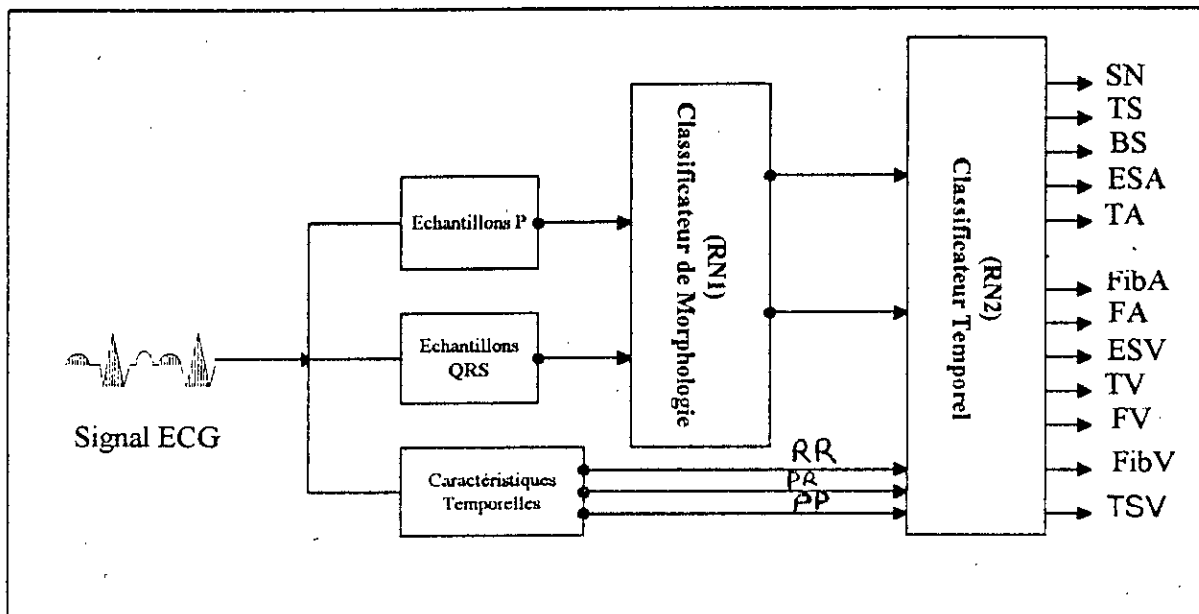 Signal ECG
Echantillons P
Echantillons
QRS
Caractéristiques
Temporelles
Classificateur de Morphologie
(RN1)
RR
PR
PP
Classificateur Temporel
(RN2)
SN
TS
BS
ESA
TA
FibA
FA
ESV
TV
FV
FibV
TSV